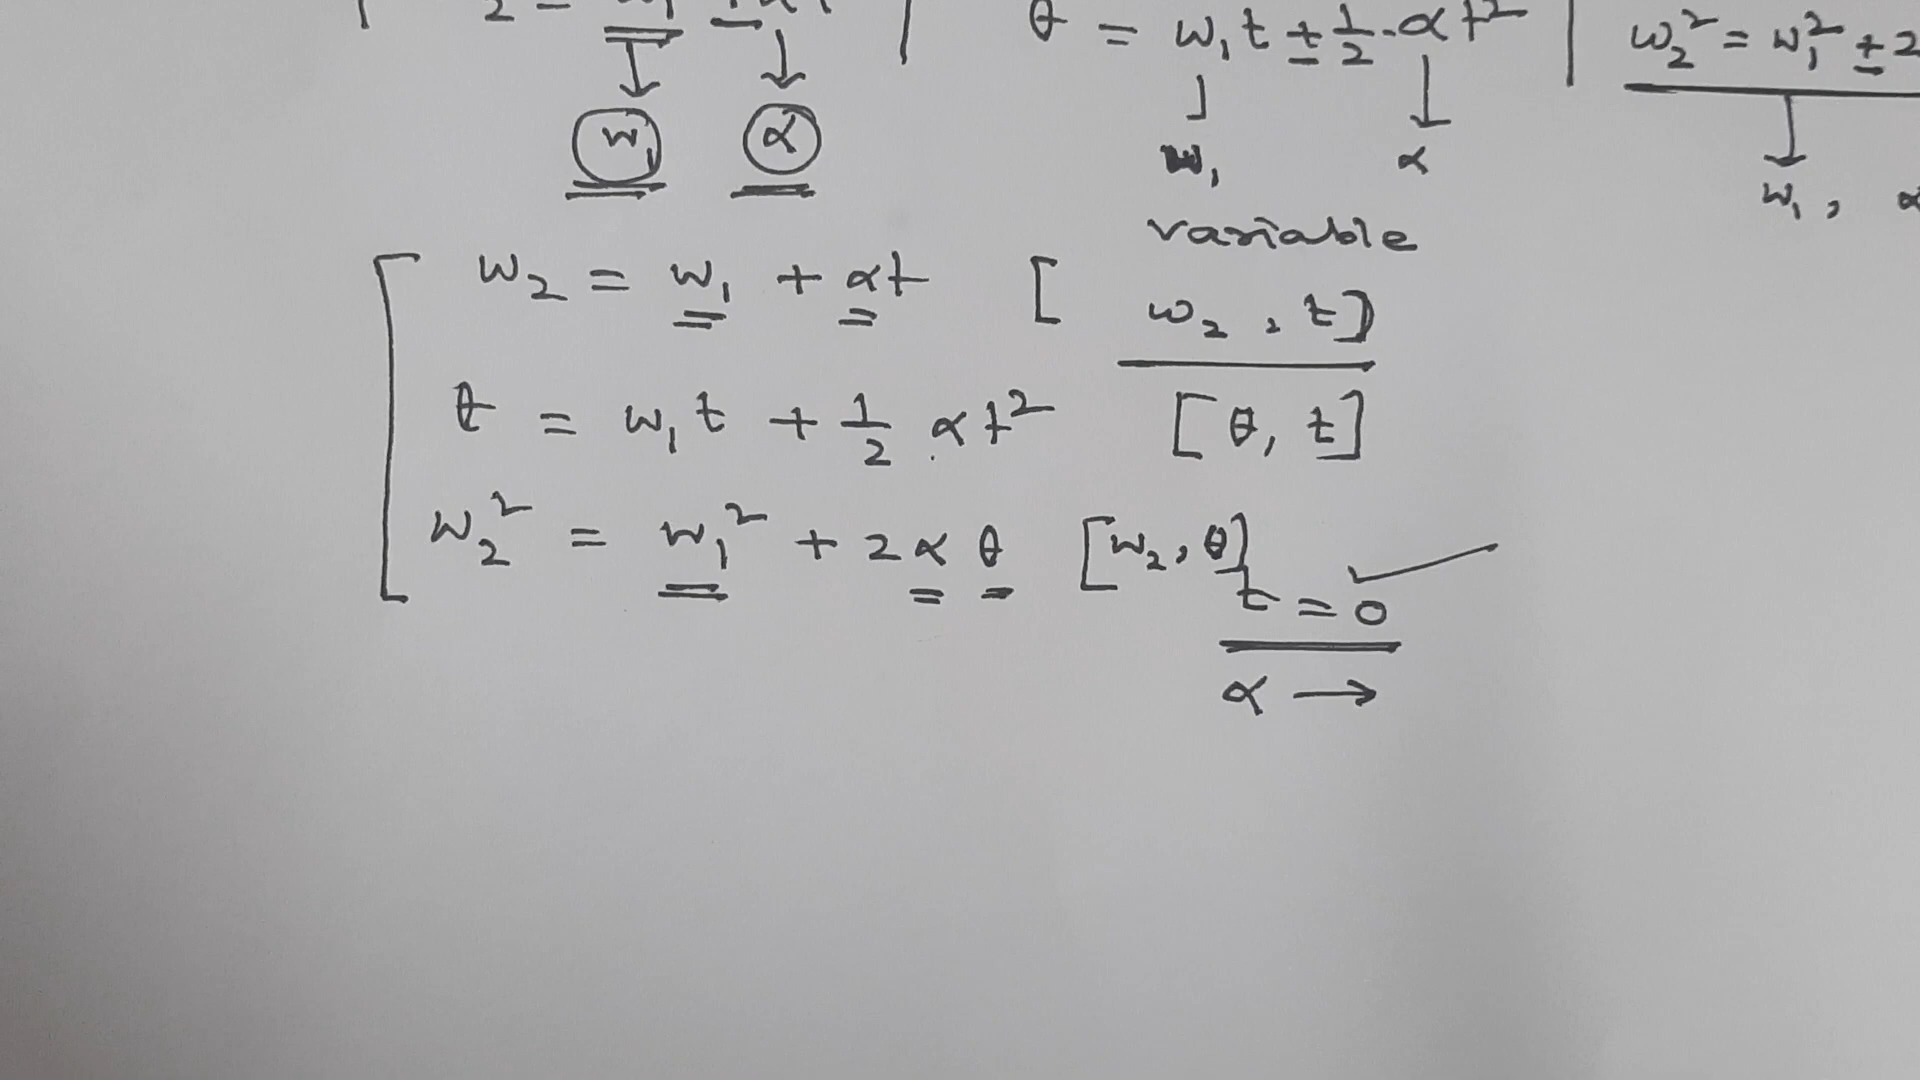 θ = ω₁t ± 1/2 . αt²
ω₂² = ω₁² ± 2
ω₁ α
ω₁ α
ω₁ , α
variable
ω₂ = ω₁ + αt [ ω₂ , t ]
θ = ω₁t + 1/2 αt² [θ, t]
ω₂² = ω₁² + 2αθ [ω₂, θ]
t = 0
α →